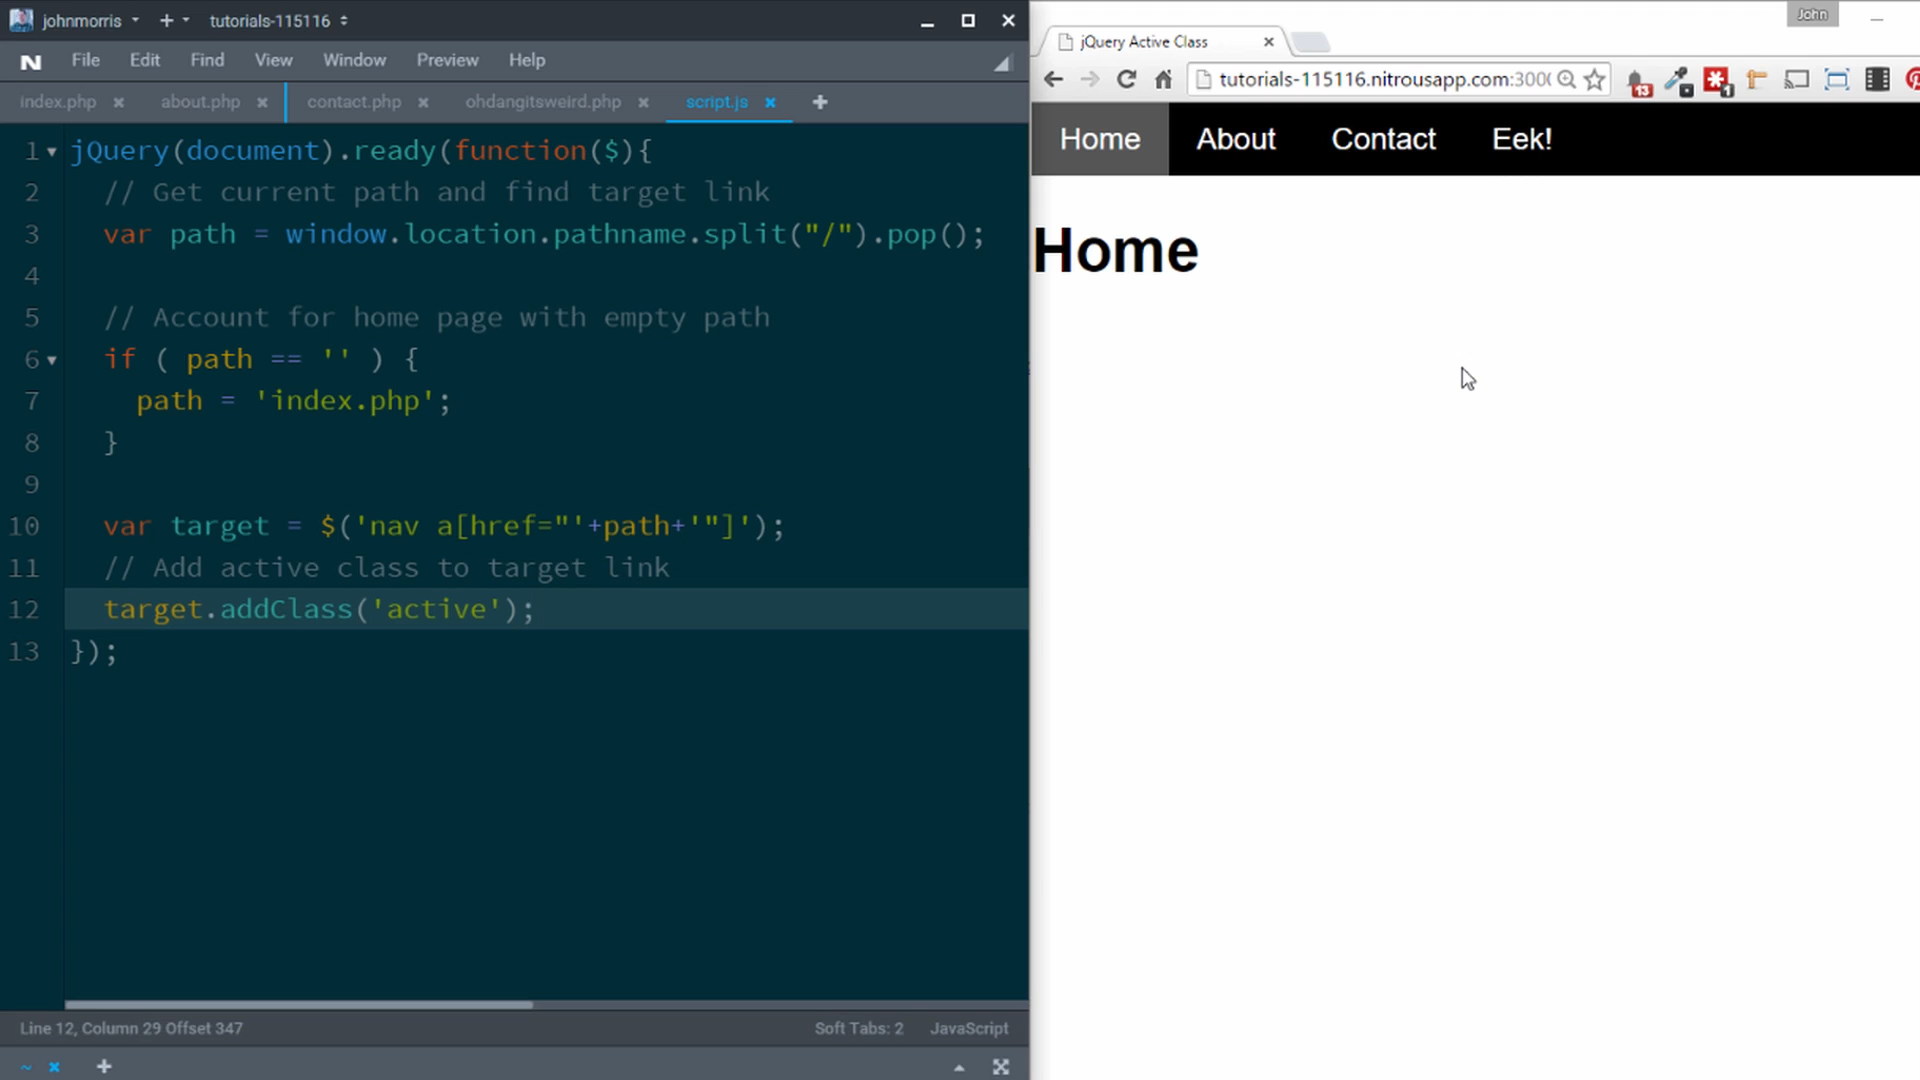 johnmorris + tutorials-115116
N File Edit Find View Window Preview Help
index.php about.php contact.php ohdangitsweird.php script.js
1 jQuery(document).ready(function($){
2 // Get current path and find target link
3 var path = window.location.pathname.split("/").pop();
4
5 // Account for home page with empty path
6 if ( path == '' ) {
7 path = 'index.php';
8 }
9
10 var target = $('nav a[href="'+path+'"]');
11 // Add active class to target link
12 target.addClass('active');
13 });
Line 12, Column 29 Offset 347 Soft Tabs: 2 JavaScript
~
John
jQuery Active Class
tutorials-115116.nitrousapp.com:300
13 1
Home About Contact Eek!
Home